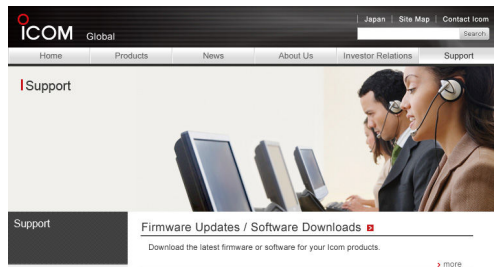 Japan | Site Map | Contact Icom
ICOM Global
Search
Home Products News About Us Investor Relations Support
Support
Support
Firmware Updates / Software Downloads
Download the latest firmware or software for your Icom products.
more